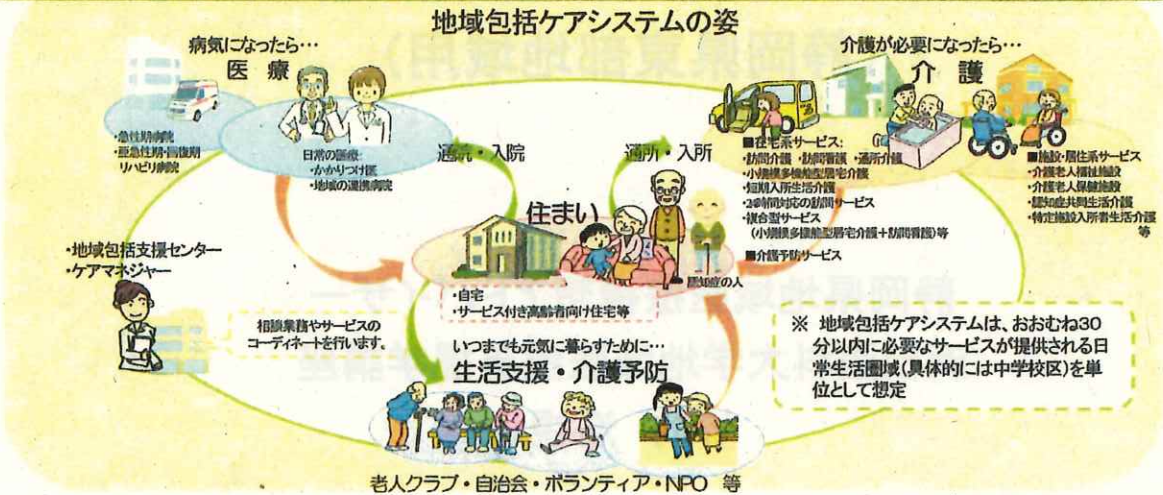 地域包括ケアシステムの姿
病気になったら…
医 療
・急性期病院
・亜急性期・回復期
リハビリ病院
日常の医療:
・かかりつけ医
・地域の連携病院
通院・入院
通所・入所
介護が必要になったら…
介 護
■在宅系サービス:
・訪問介護 ・訪問看護 ・通所介護
・小規模多機能型居宅介護
・短期入所生活介護
・24時間対応の訪問サービス
・複合型サービス
(小規模多機能型居宅介護+訪問看護)等
■介護予防サービス
■施設・居住系サービス
・介護老人福祉施設
・介護老人保健施設
・認知症共同生活介護
・特定施設入所者生活介護
等
住まい
認知症の人
・自宅
・サービス付き高齢者向け住宅等
・地域包括支援センター
・ケアマネジャー
相談業務やサービスの
コーディネートを行います。
いつまでも元気に暮らすために…
生活支援・介護予防
老人クラブ・自治会・ボランティア・NPO 等
※ 地域包括ケアシステムは、おおむね30
分以内に必要なサービスが提供される日
常生活圏域(具体的には中学校区)を単
位として想定